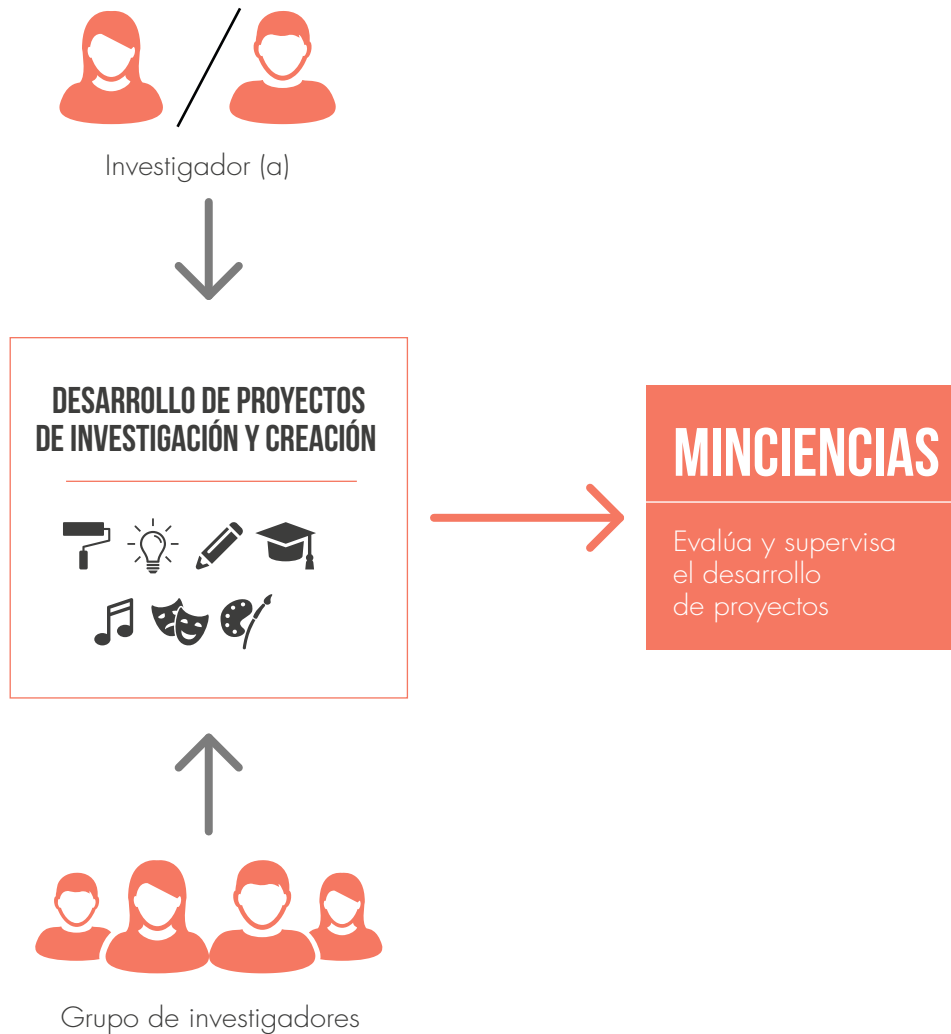 Investigador (a)
DESARROLLO DE PROYECTOS
DE INVESTIGACIÓN Y CREACIÓN
MINCIENCIAS
Evalúa y supervisa
el desarrollo
de proyectos
Grupo de investigadores